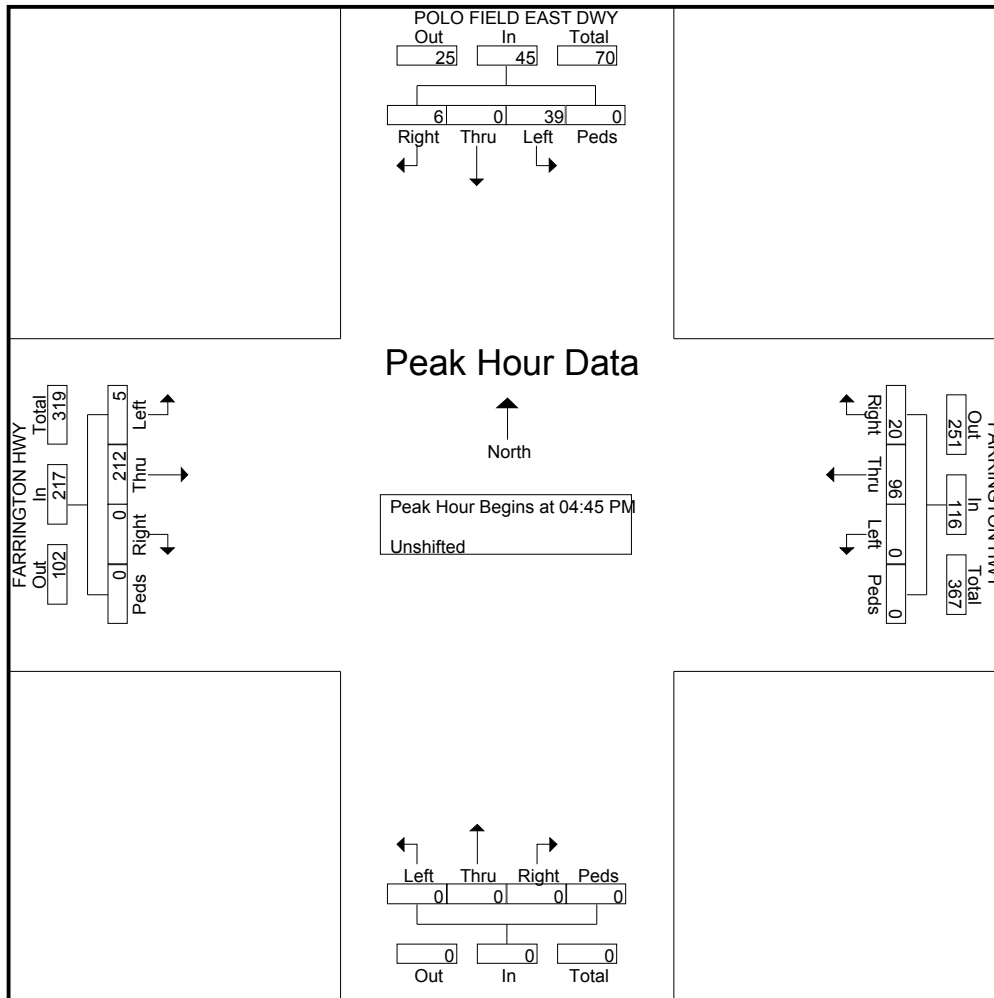 POLO FIELD EAST DWY
Out In Total
25 45 70
6 0 39 0
Right Thru Left Peds
Peak Hour Data
North
Peak Hour Begins at 04:45 PM
Unshifted
FARRINGTON HWY
Total In Out
319 217 102
5 212 0 0
Left Thru Right Peds
Right Thru Left Peds
20 96 0 0
251 116 367
Out In Total
FARRINGTON HWY
Left Thru Right Peds
0 0 0 0
0 0 0
Out In Total